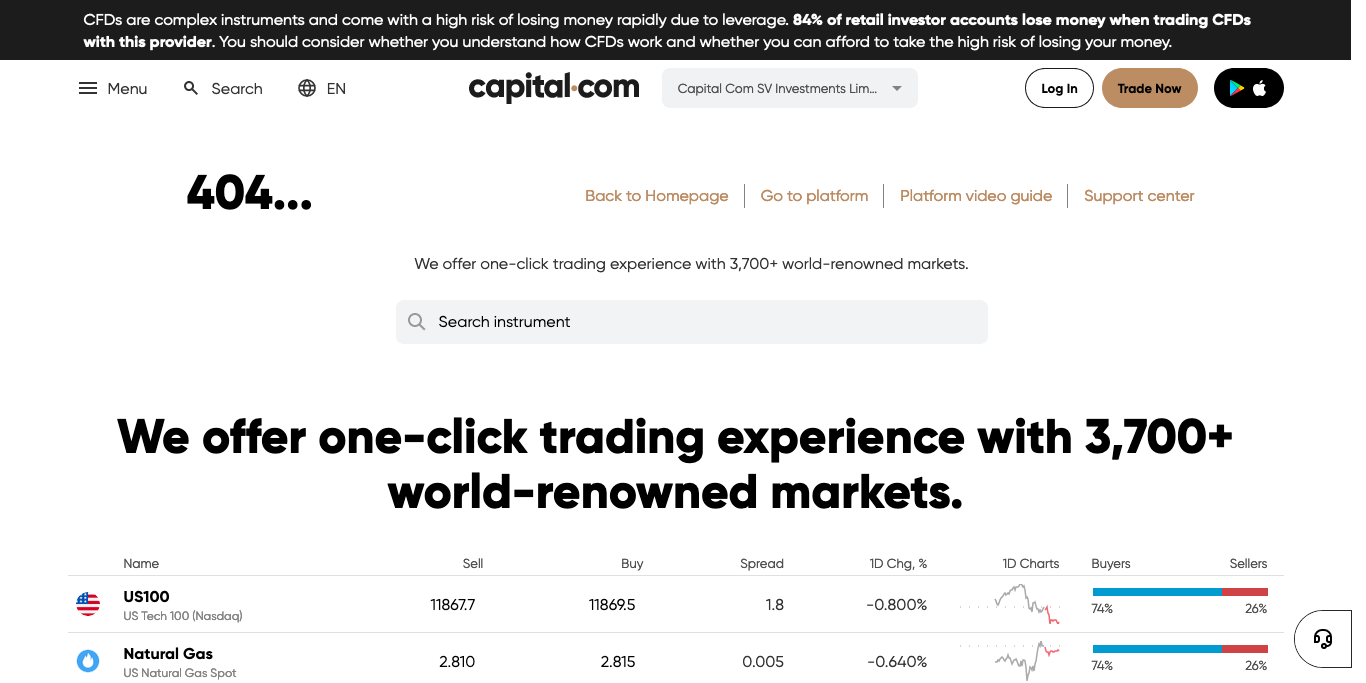 CFDs are complex instruments and come with a high risk of losing money rapidly due to leverage. 84% of retail investor accounts lose money when trading CFDs
with this provider. You should consider whether you understand how CFDs work and whether you can afford to take the high risk of losing your money.
Menu Search EN capital.com Capital Com SV Investments Lim... Log In Trade Now
404...
Back to Homepage Go to platform Platform video guide Support center
We offer one-click trading experience with 3,700+ world-renowned markets.
Search instrument
We offer one-click trading experience with 3,700+
world-renowned markets.
Name Sell Buy Spread 1D Chg, % 1D Charts Buyers Sellers
US100
US Tech 100 (Nasdaq)
11867.7 11869.5 1.8 -0.800% 74% 26%
Natural Gas
US Natural Gas Spot
2.810 2.815 0.005 -0.640% 74% 26%